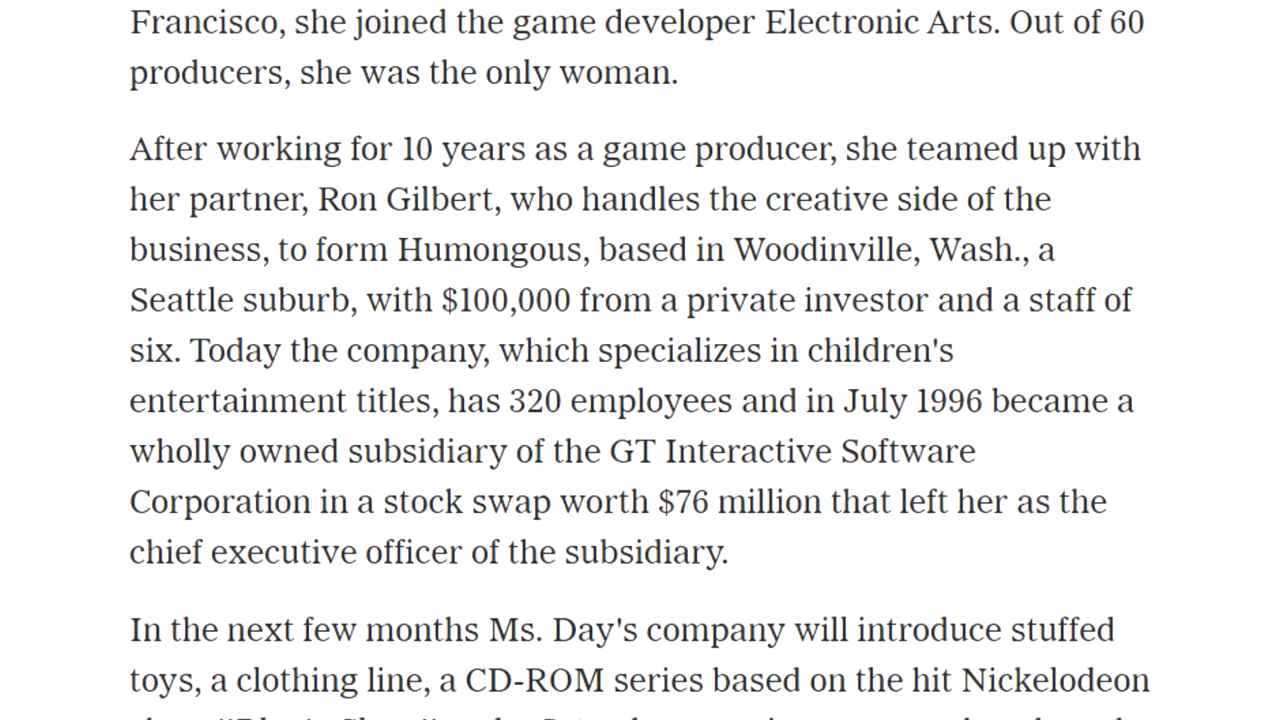 Francisco, she joined the game developer Electronic Arts. Out of 60
producers, she was the only woman.
After working for 10 years as a game producer, she teamed up with
her partner, Ron Gilbert, who handles the creative side of the
business, to form Humongous, based in Woodinville, Wash., a
Seattle suburb, with $100,000 from a private investor and a staff of
six. Today the company, which specializes in children's
entertainment titles, has 320 employees and in July 1996 became a
wholly owned subsidiary of the GT Interactive Software
Corporation in a stock swap worth $76 million that left her as the
chief executive officer of the subsidiary.
In the next few months Ms. Day's company will introduce stuffed
toys, a clothing line, a CD-ROM series based on the hit Nickelodeon